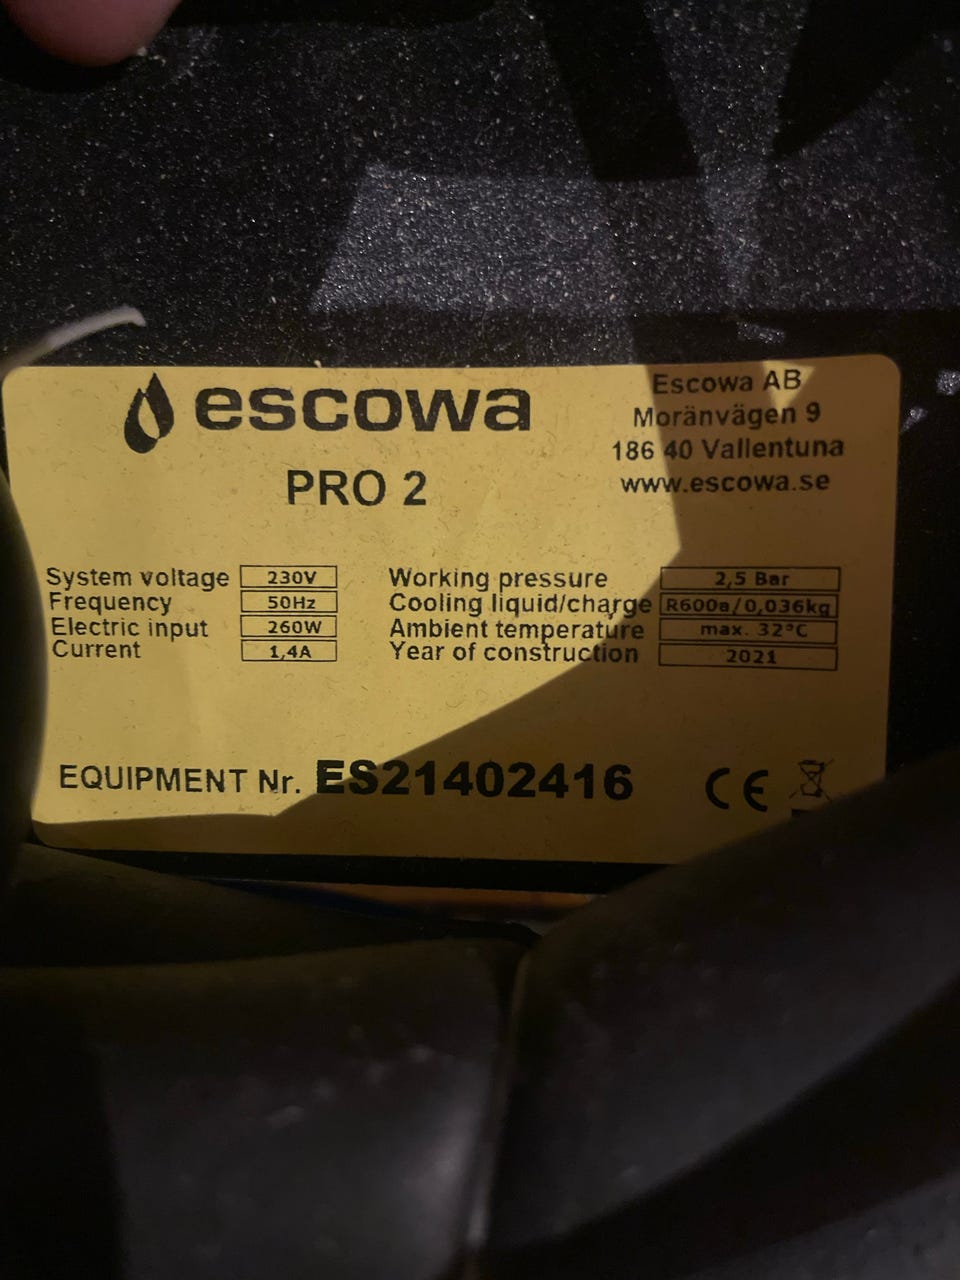 escowa
PRO 2
Escowa AB
Moränvägen 9
186 40 Vallentuna
www.escowa.se
System voltage 230V
Frequency 50Hz
Electric input 260W
Current 1,4A
Working pressure 2,5 Bar
Cooling liquid/charge R600a/0,036kg
Ambient temperature max. 32°C
Year of construction 2021
EQUIPMENT Nr. ES21402416
CE